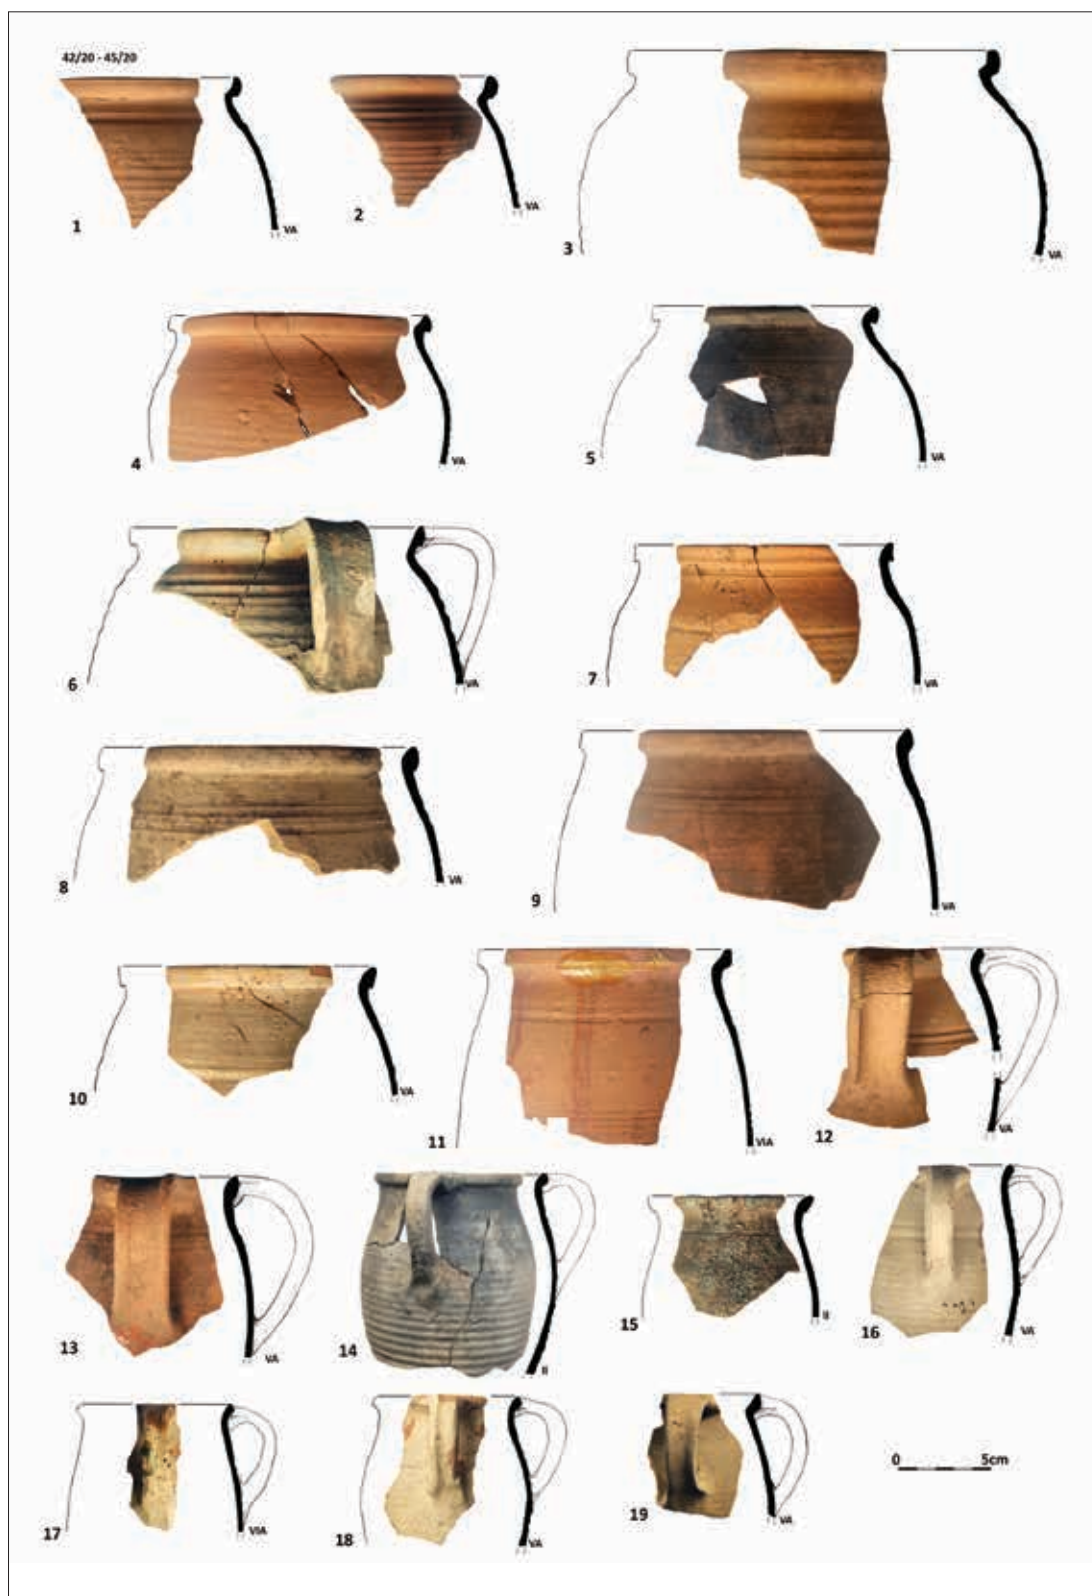 42/20 - 45/20
1 VA
2 VA
3 VA
4 VA
5 VA
6 VA
7 VA
8 VA
9 VA
10 VA
11 VIA
12 VA
13 VA
14 II
15 II
16 VA
17 VIA
18 VA
19 VA
0 5cm